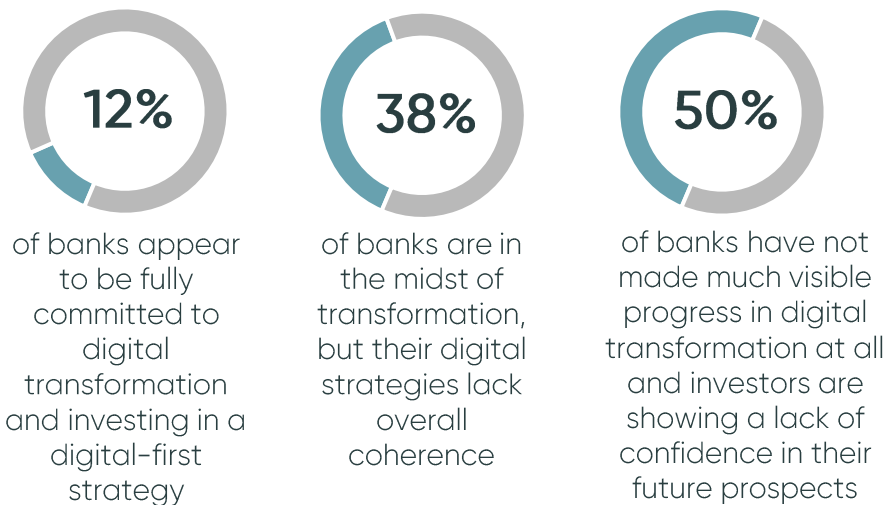 12%
of banks appear
to be fully
committed to
digital
transformation
and investing in a
digital-first
strategy
38%
of banks are in
the midst of
transformation,
but their digital
strategies lack
overall
coherence
50%
of banks have not
made much visible
progress in digital
transformation at all
and investors are
showing a lack of
confidence in their
future prospects